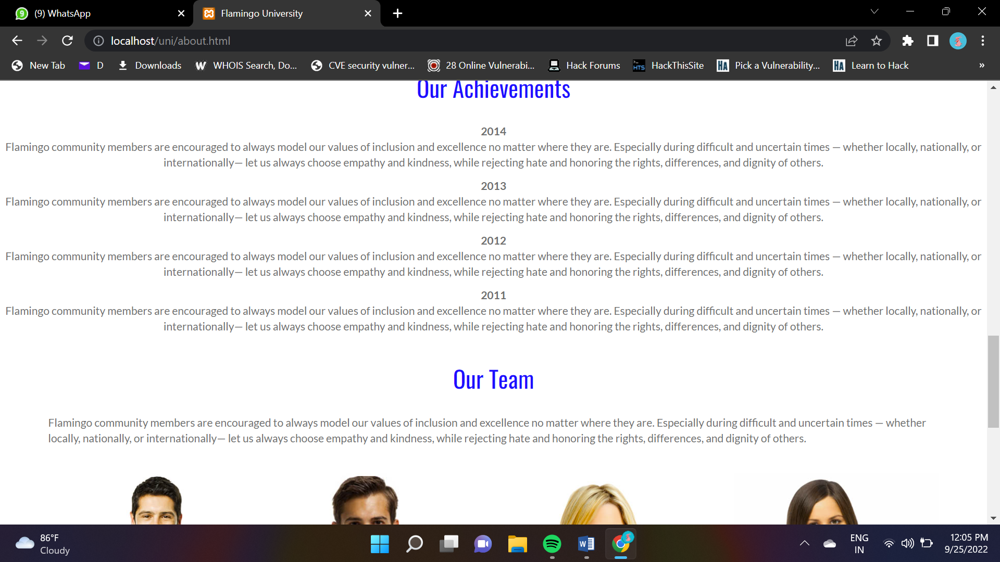 9 (9) WhatsApp
Flamingo University
localhost/uni/about.html
New Tab D Downloads W WHOIS Search, Do... CVE security vulner... 28 Online Vulnerabi... Hack Forums HTS HackThisSite HA Pick a Vulnerability... HA Learn to Hack »
Our Achievements
2014
Flamingo community members are encouraged to always model our values of inclusion and excellence no matter where they are. Especially during difficult and uncertain times — whether locally, nationally, or
internationally— let us always choose empathy and kindness, while rejecting hate and honoring the rights, differences, and dignity of others.
2013
Flamingo community members are encouraged to always model our values of inclusion and excellence no matter where they are. Especially during difficult and uncertain times — whether locally, nationally, or
internationally— let us always choose empathy and kindness, while rejecting hate and honoring the rights, differences, and dignity of others.
2012
Flamingo community members are encouraged to always model our values of inclusion and excellence no matter where they are. Especially during difficult and uncertain times — whether locally, nationally, or
internationally— let us always choose empathy and kindness, while rejecting hate and honoring the rights, differences, and dignity of others.
2011
Flamingo community members are encouraged to always model our values of inclusion and excellence no matter where they are. Especially during difficult and uncertain times — whether locally, nationally, or
internationally— let us always choose empathy and kindness, while rejecting hate and honoring the rights, differences, and dignity of others.
Our Team
Flamingo community members are encouraged to always model our values of inclusion and excellence no matter where they are. Especially during difficult and uncertain times — whether
locally, nationally, or internationally— let us always choose empathy and kindness, while rejecting hate and honoring the rights, differences, and dignity of others.
86°F
Cloudy
W
ENG
IN
12:05 PM
9/25/2022